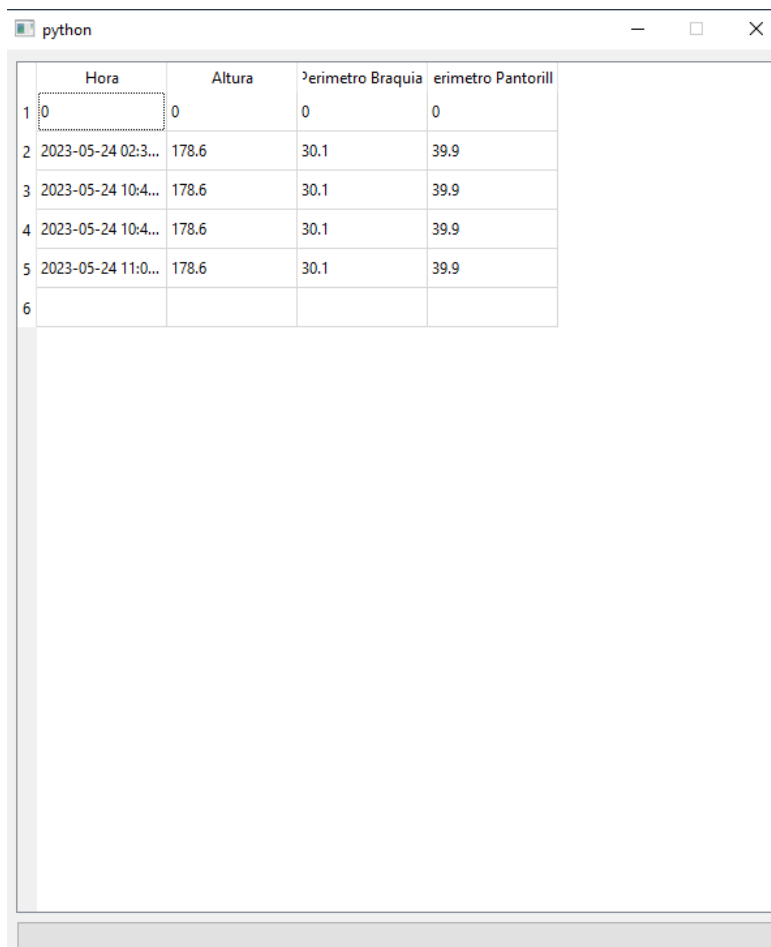 python
Hora Altura Perimetro Braquia erimetro Pantorill
1 0 0 0 0
2 2023-05-24 02:3... 178.6 30.1 39.9
3 2023-05-24 10:4... 178.6 30.1 39.9
4 2023-05-24 10:4... 178.6 30.1 39.9
5 2023-05-24 11:0... 178.6 30.1 39.9
6